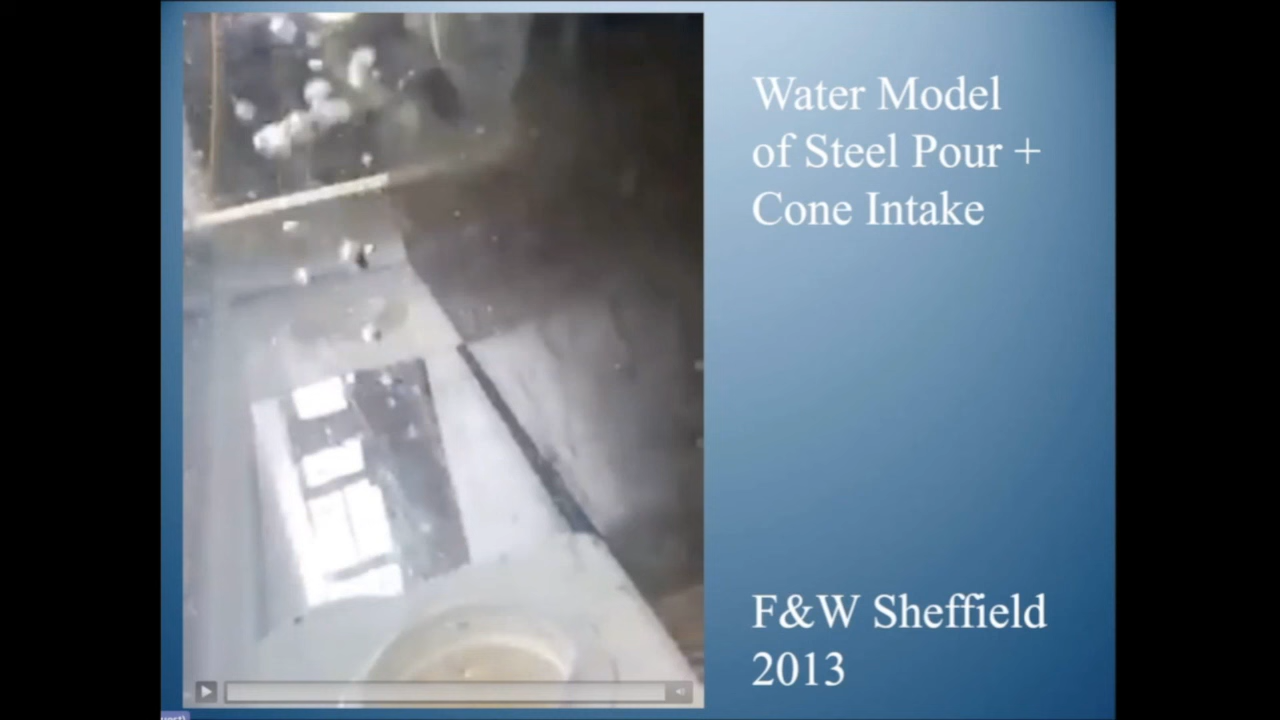 Water Model
of Steel Pour +
Cone Intake
F&W Sheffield
2013